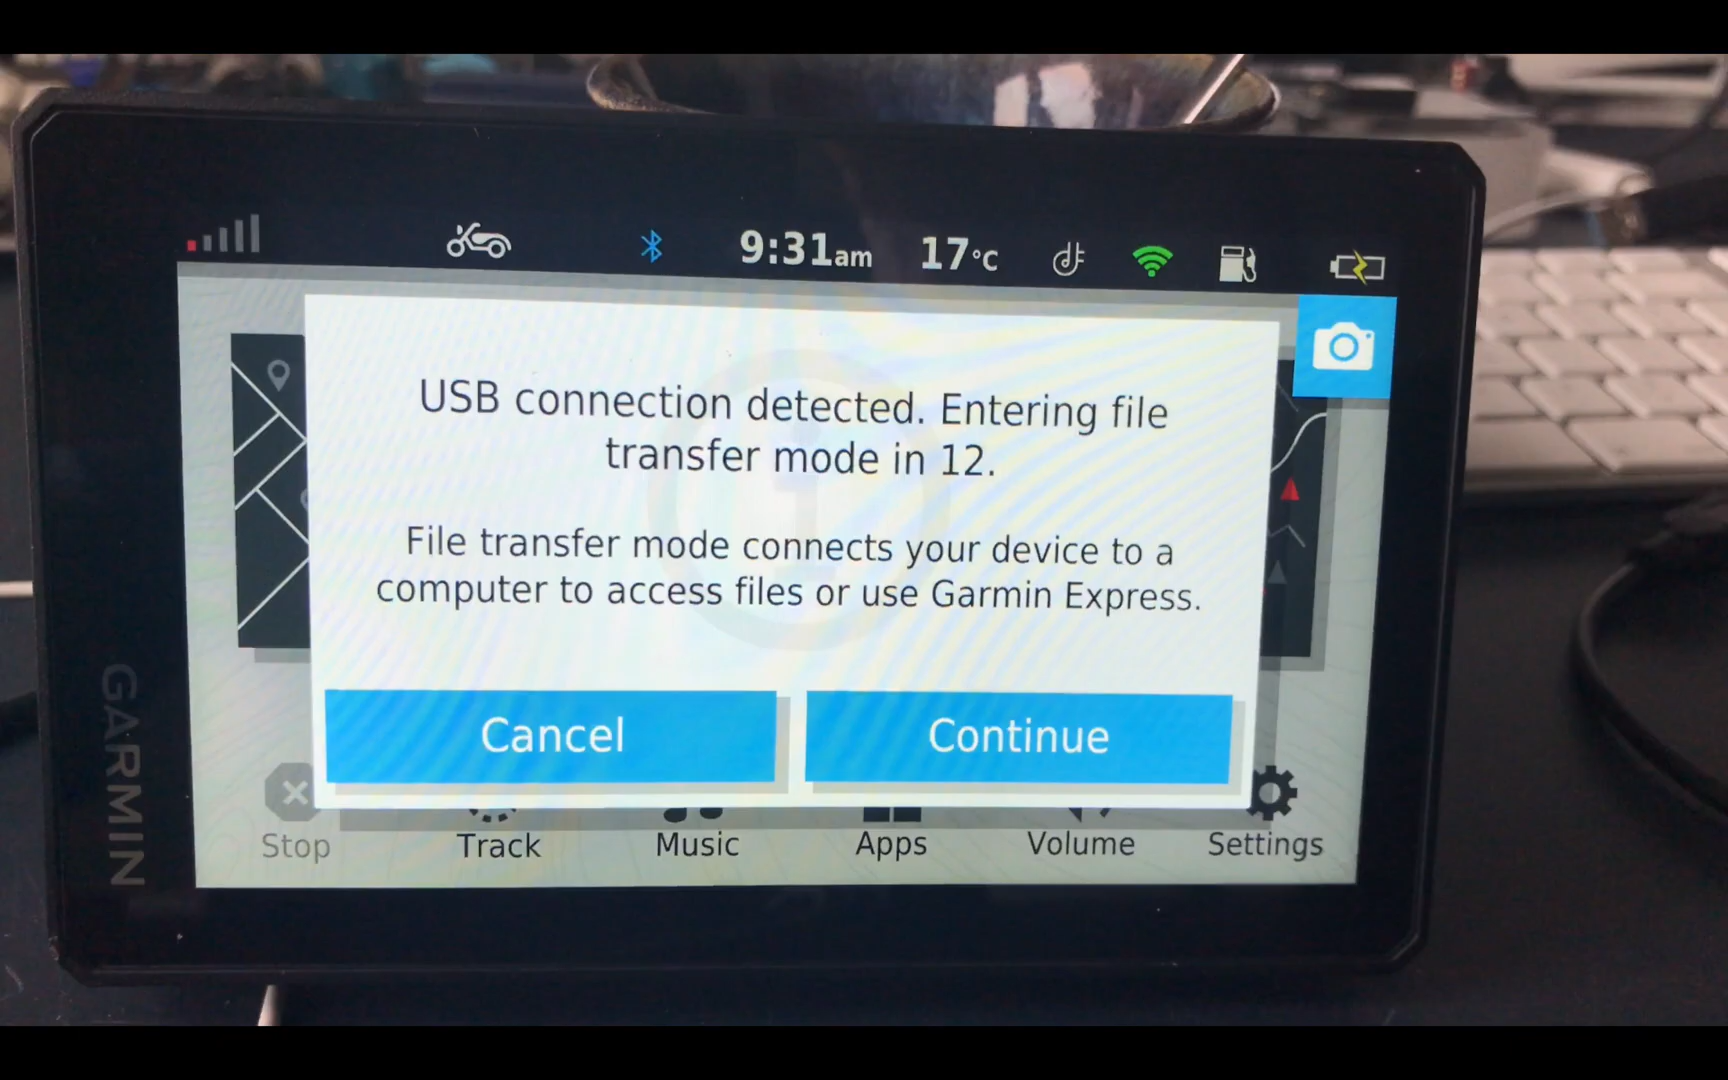 9:31am 17°C
USB connection detected. Entering file
transfer mode in 12.
File transfer mode connects your device to a
computer to access files or use Garmin Express.
Cancel Continue
Stop Track Music Apps Volume Settings
GARMIN